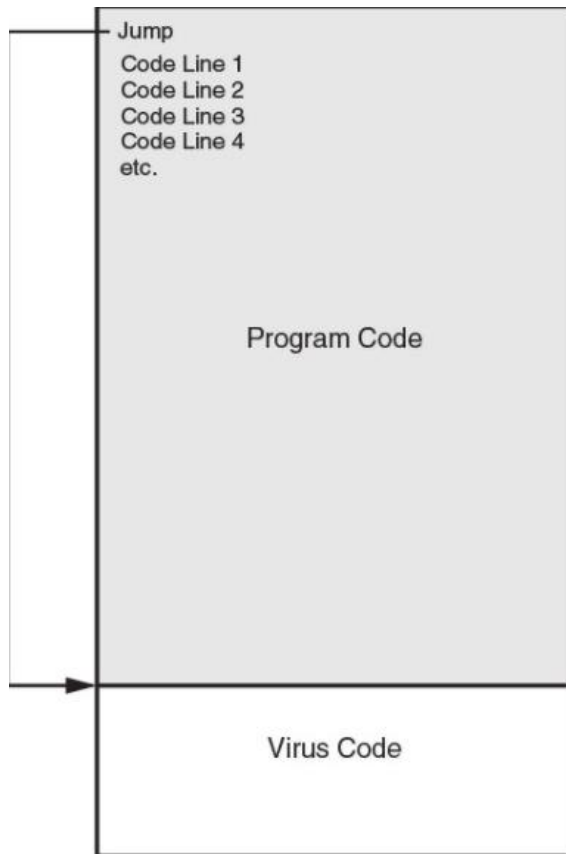 Jump
Code Line 1
Code Line 2
Code Line 3
Code Line 4
etc.
Program Code
Virus Code